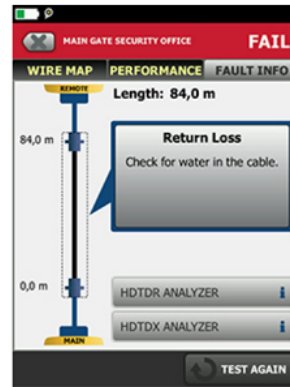 MAIN GATE SECURITY OFFICE
FAIL
WIRE MAP
PERFORMANCE
FAULT INFO
REMOTE
Length: 84,0 m
84,0 m
Return Loss
Check for water in the cable.
0,0 m
HDTDR ANALYZER i
HDTDX ANALYZER i
MAIN
TEST AGAIN